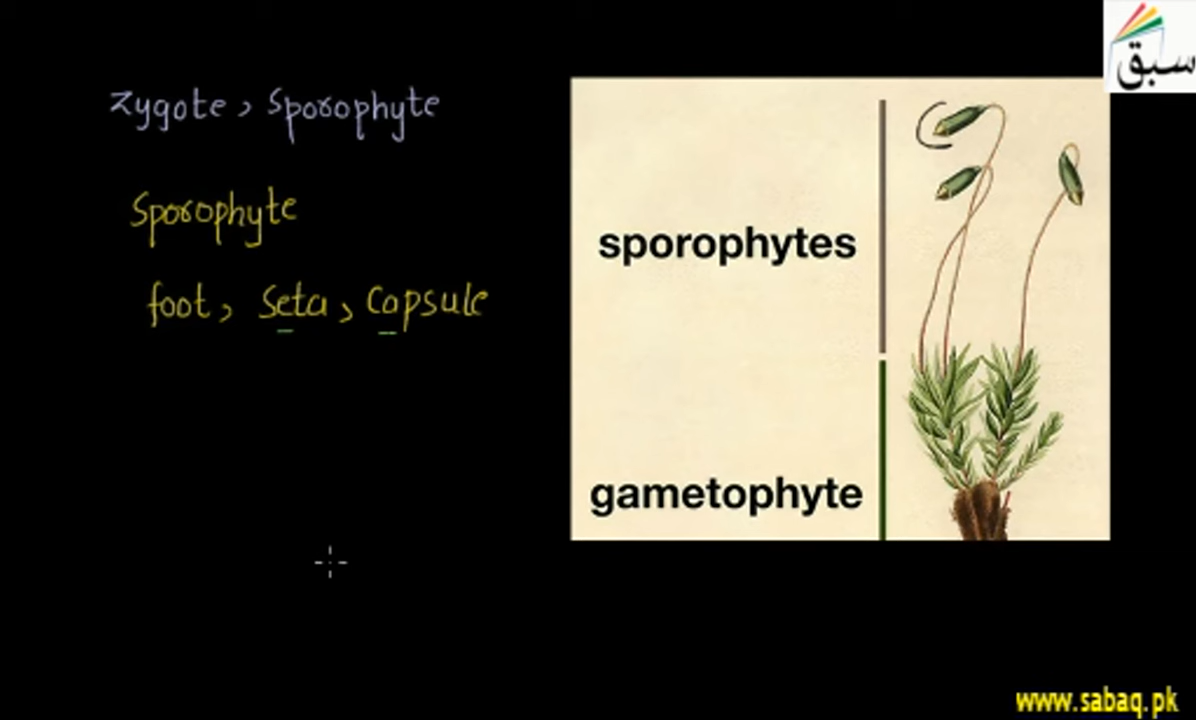 سبق
Zygote, Sporophyte
Sporophyte
foot, Seta, Capsule
sporophytes
gametophyte
www.sabaq.pk